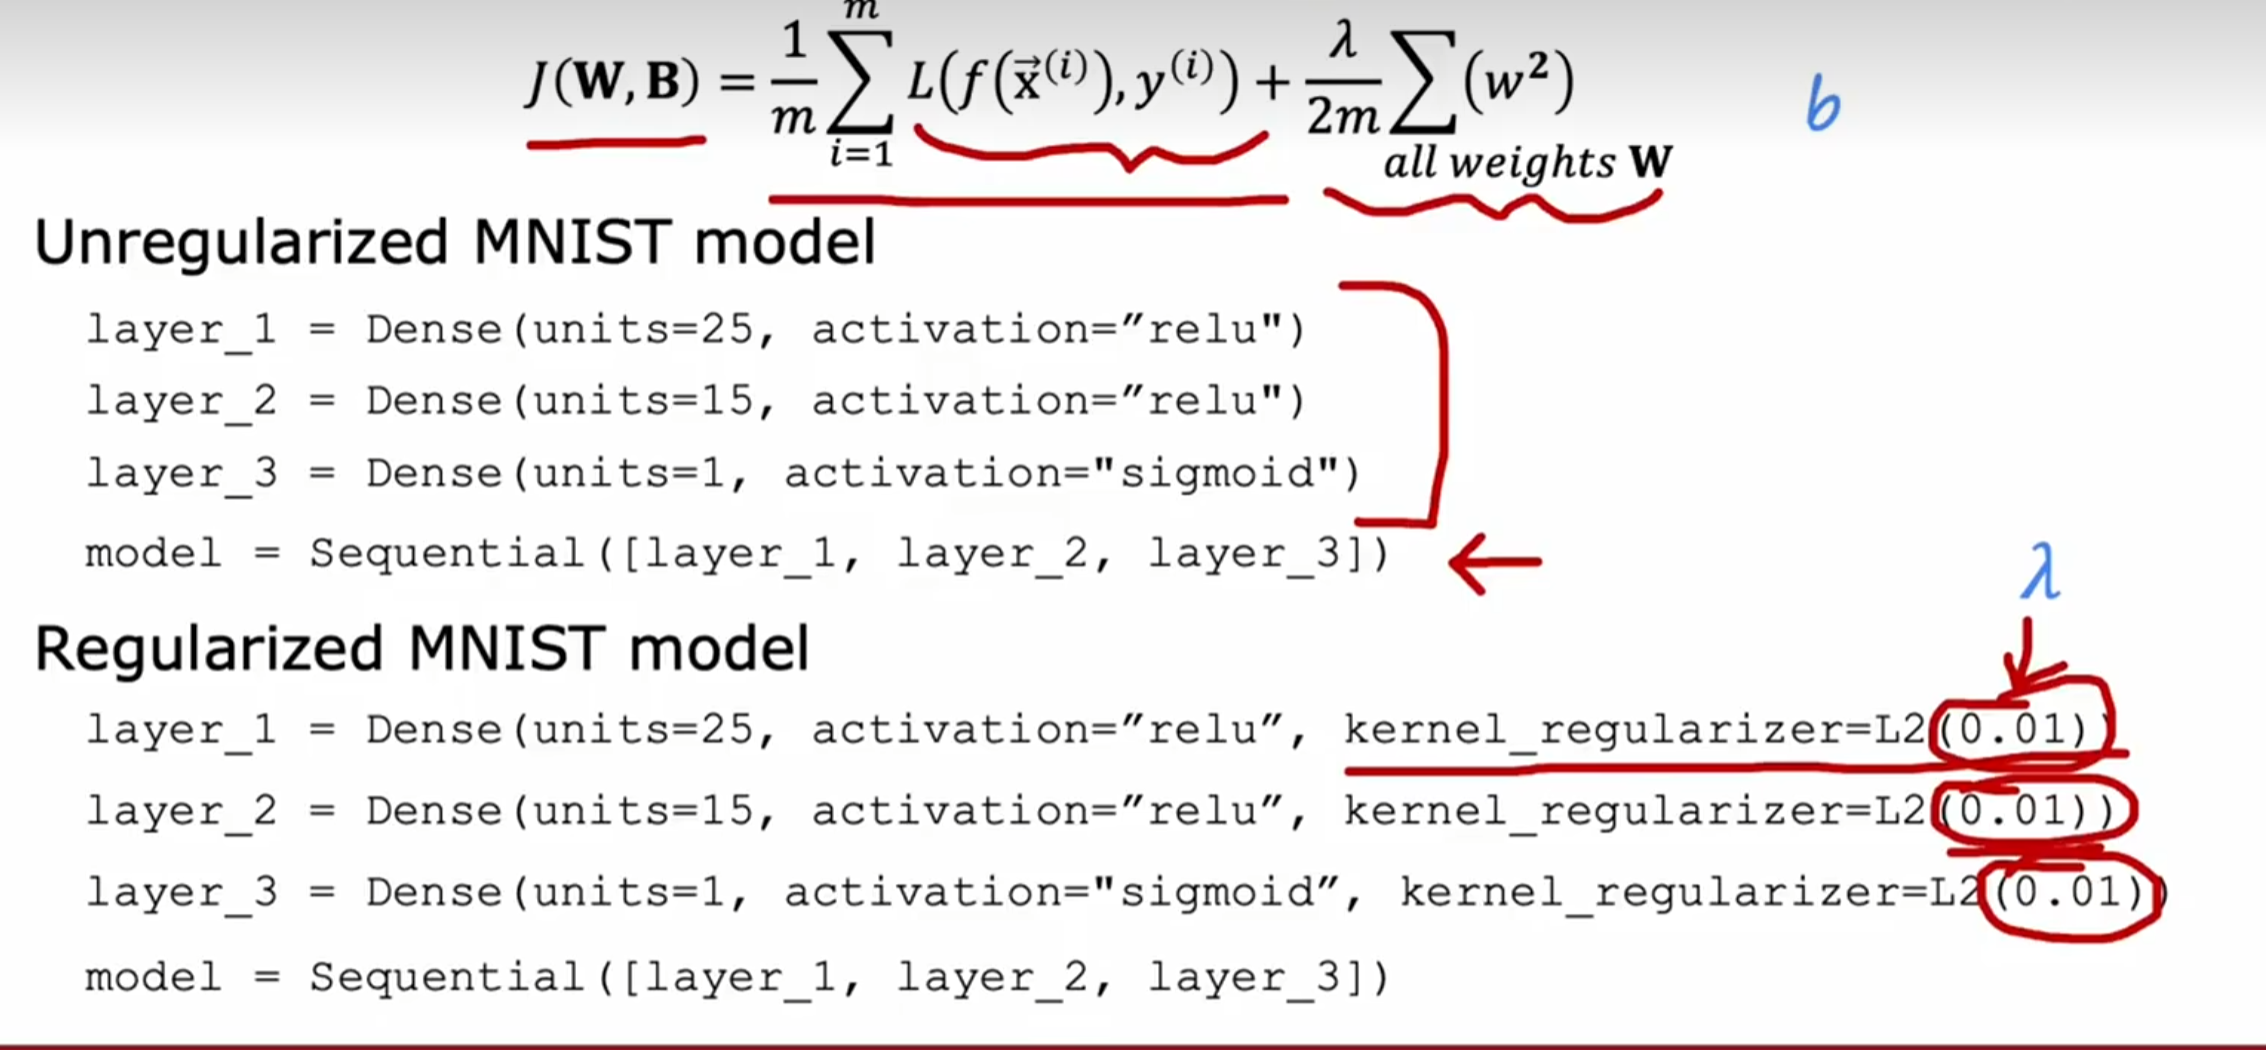 J(W, B) = 1/m ∑_{i=1}^{m} L(f(x⃗^(i)), y^(i)) + λ/2m ∑_{all weights W} (w²)
b
Unregularized MNIST model
layer_1 = Dense(units=25, activation=”relu")
layer_2 = Dense(units=15, activation=”relu")
layer_3 = Dense(units=1, activation="sigmoid")
model = Sequential([layer_1, layer_2, layer_3])
λ
Regularized MNIST model
layer_1 = Dense(units=25, activation=”relu”, kernel_regularizer=L2(0.01))
layer_2 = Dense(units=15, activation=”relu”, kernel_regularizer=L2(0.01))
layer_3 = Dense(units=1, activation="sigmoid”, kernel_regularizer=L2(0.01))
model = Sequential([layer_1, layer_2, layer_3])